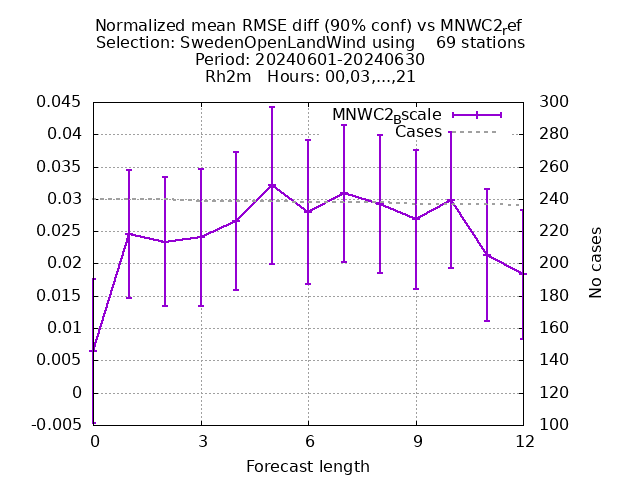 Normalized mean RMSE diff (90% conf) vs MNWC2ref
Selection: SwedenOpenLandWind using 69 stations
Period: 20240601-20240630
Rh2m Hours: 00,03,...,21
MNWC2Bscale
Cases
0.045
0.04
0.035
0.03
0.025
0.02
0.015
0.01
0.005
0
-0.005
300
280
260
240
220
200
180
160
140
120
100
No cases
0 3 6 9 12
Forecast length